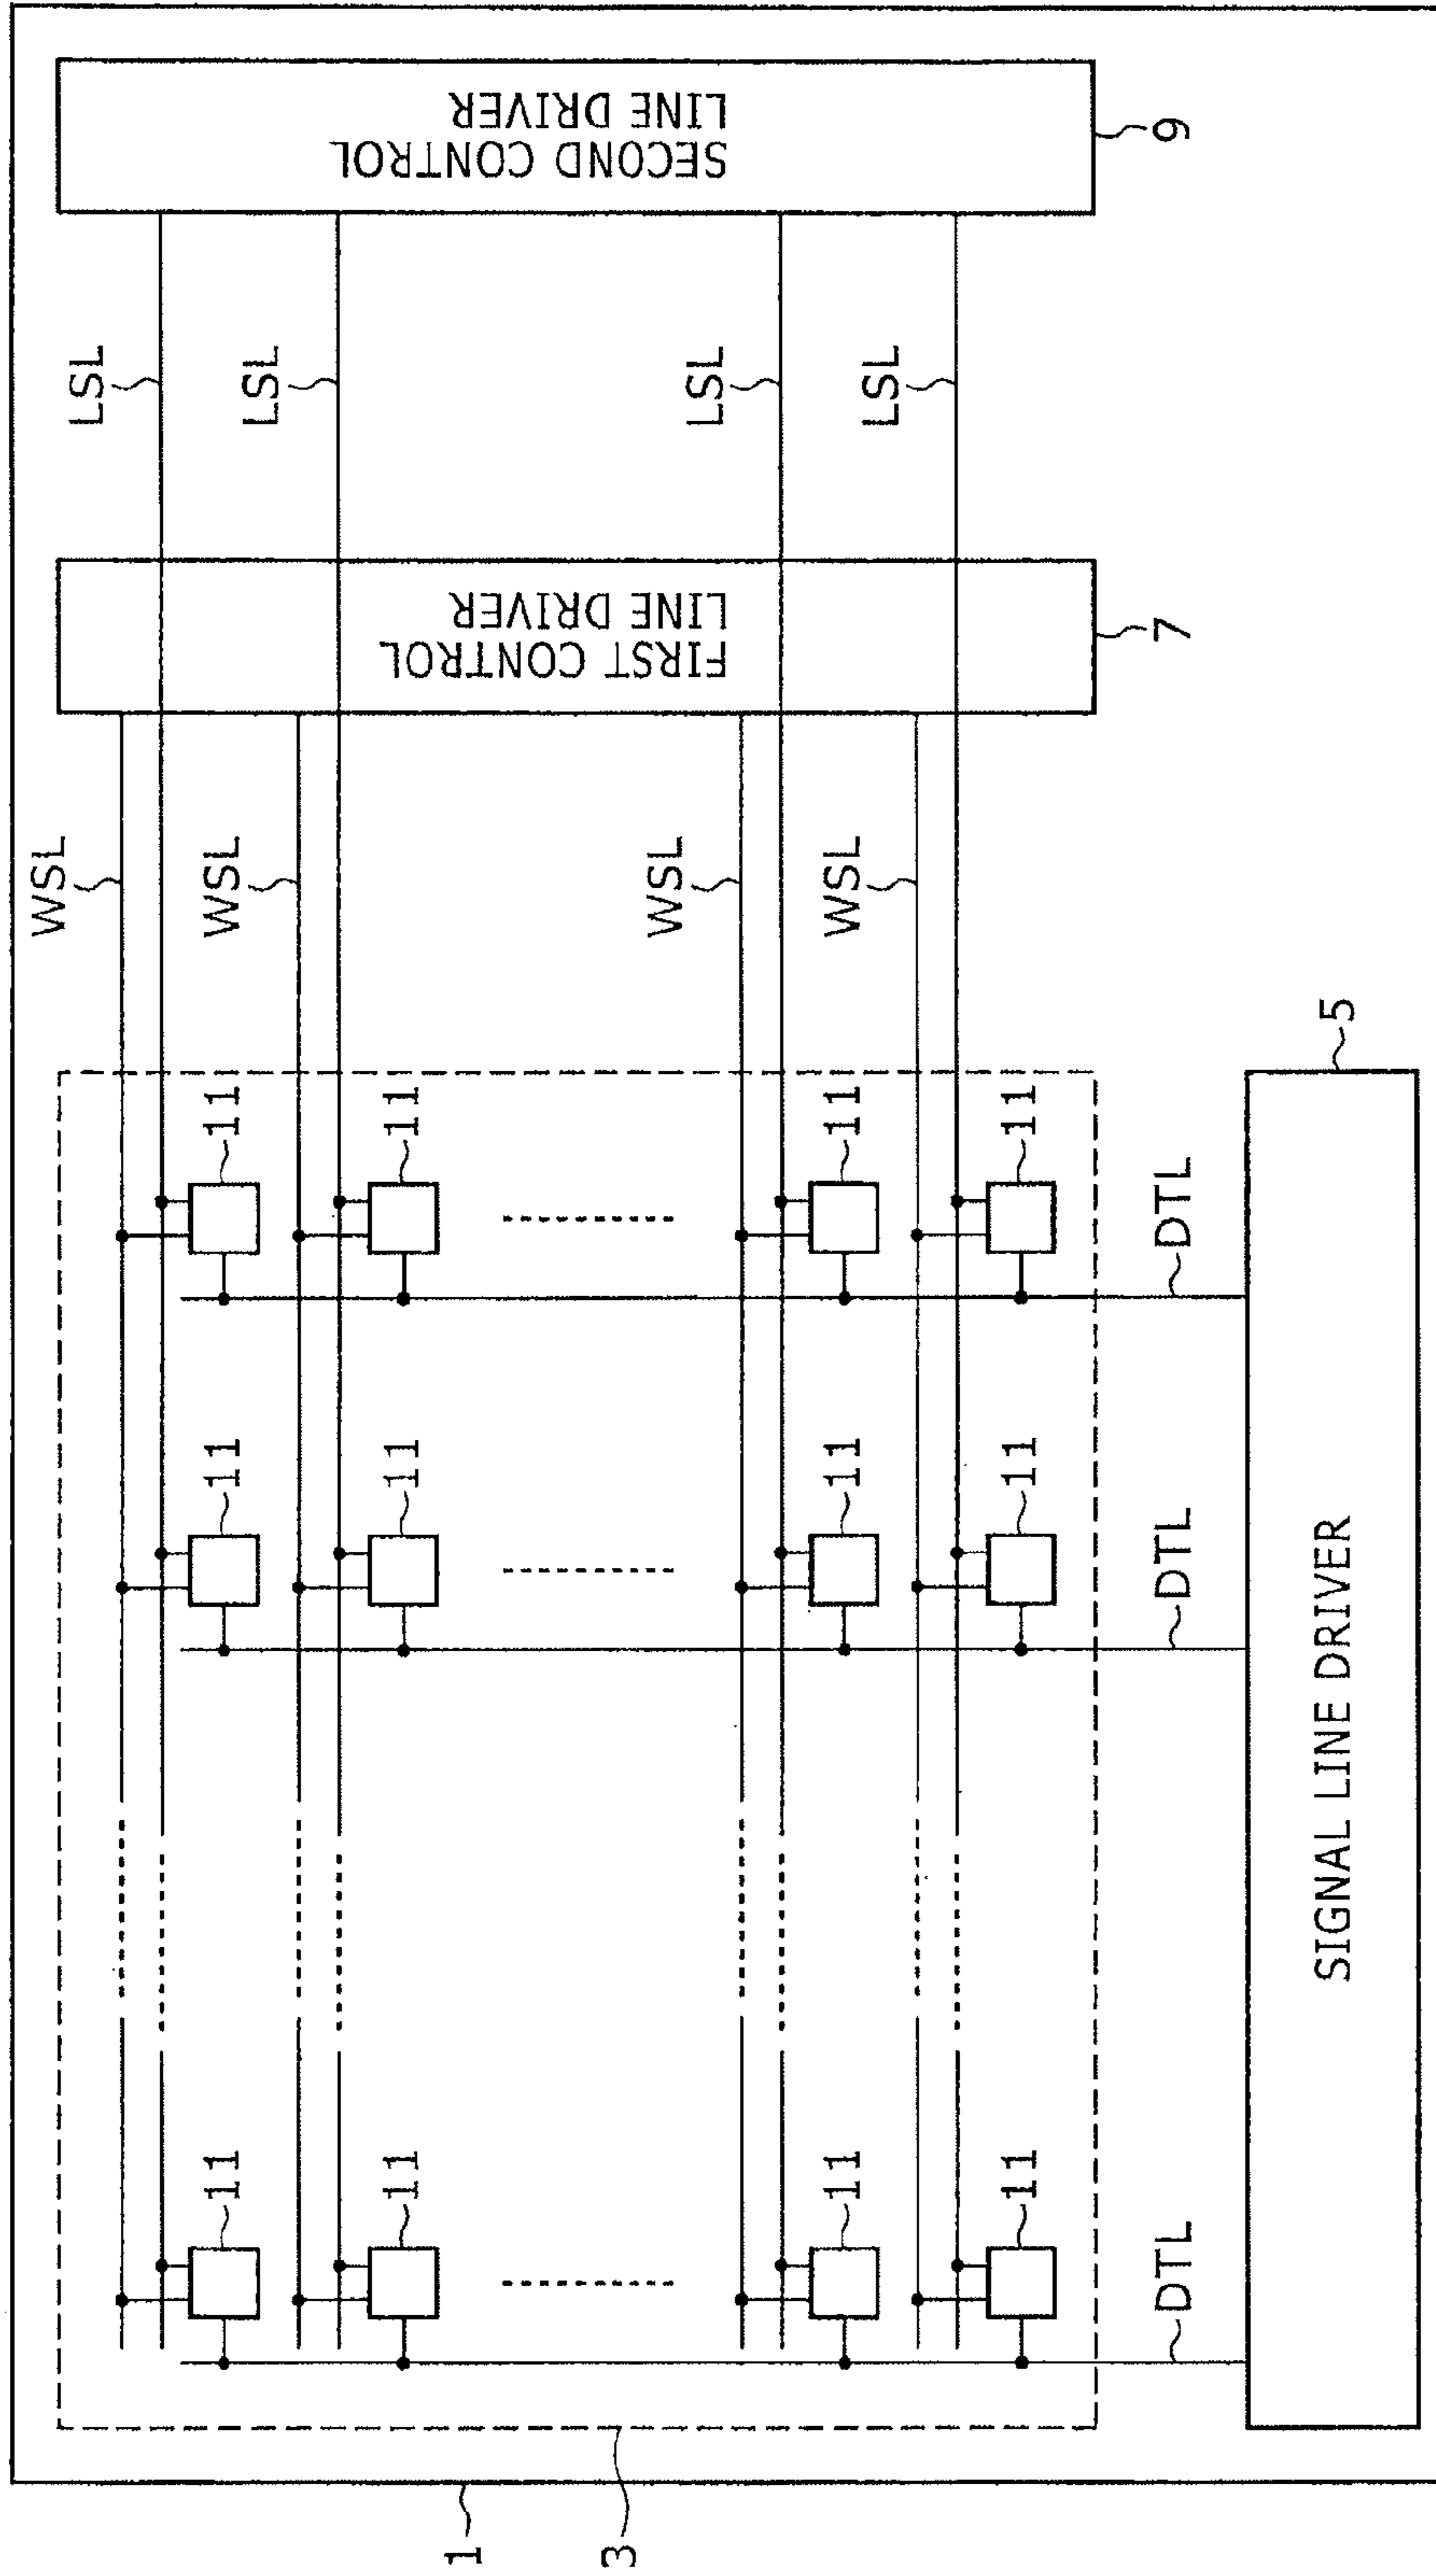 SECOND CONTROL
LINE DRIVER
9
LSL
LSL
LSL
LSL
FIRST CONTROL
LINE DRIVER
7
WSL
WSL
WSL
WSL
11
11
11
11
DTL
5
11
11
11
11
DTL
SIGNAL LINE DRIVER
11
11
11
11
DTL
1
3